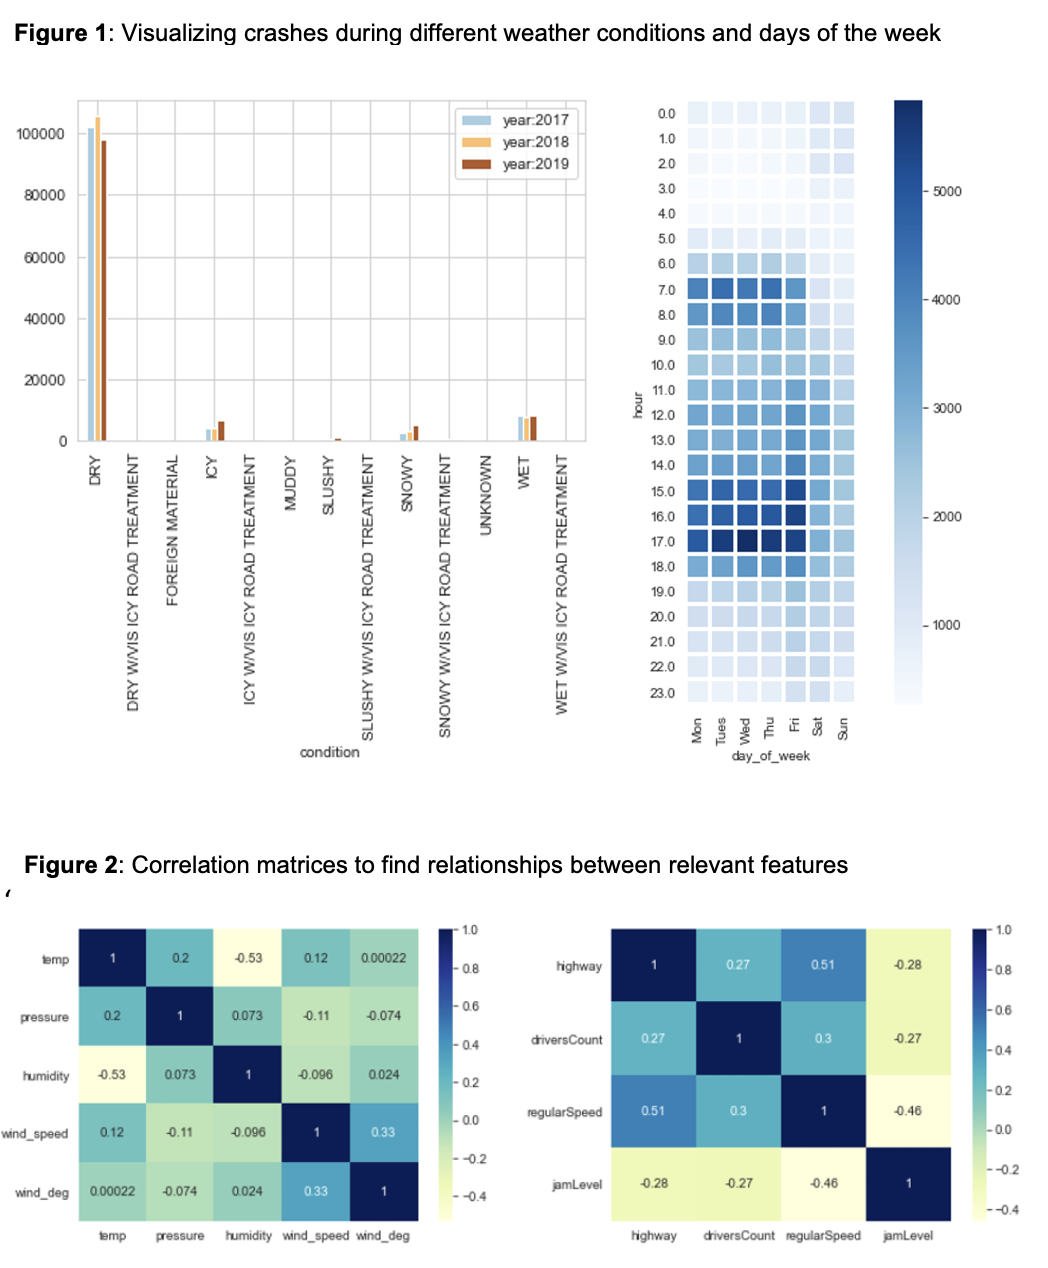 Figure 1: Visualizing crashes during different weather conditions and days of the week
100000
80000
60000
40000
20000
0
year:2017
year:2018
year:2019
DRY
DRY W/VIS ICY ROAD TREATMENT
FOREIGN MATERIAL
ICY
ICY W/VIS ICY ROAD TREATMENT
MUDDY
SLUSHY
SLUSHY W/VIS ICY ROAD TREATMENT
SNOWY
SNOWY W/VIS ICY ROAD TREATMENT
UNKNOWN
WET
WET W/VIS ICY ROAD TREATMENT
condition
hour
0.0
1.0
2.0
3.0
4.0
5.0
6.0
7.0
8.0
9.0
10.0
11.0
12.0
13.0
14.0
15.0
16.0
17.0
18.0
19.0
20.0
21.0
22.0
23.0
Mon Tues Wed Thu Fri Sat Sun
day_of_week
5000
4000
3000
2000
1000
Figure 2: Correlation matrices to find relationships between relevant features
‘
temp 1 0.2 -0.53 0.12 0.00022
pressure 0.2 1 0.073 -0.11 -0.074
humidity -0.53 0.073 1 -0.096 0.024
wind_speed 0.12 -0.11 -0.096 1 0.33
wind_deg 0.00022 -0.074 0.024 0.33 1
temp pressure humidity wind_speed wind_deg
1.0
0.8
0.6
0.4
0.2
0.0
-0.2
-0.4
highway 1 0.27 0.51 -0.28
driversCount 0.27 1 0.3 -0.27
regularSpeed 0.51 0.3 1 -0.46
jamLevel -0.28 -0.27 -0.46 1
highway driversCount regularSpeed jamLevel
1.0
0.8
0.6
0.4
0.2
0.0
-0.2
-0.4